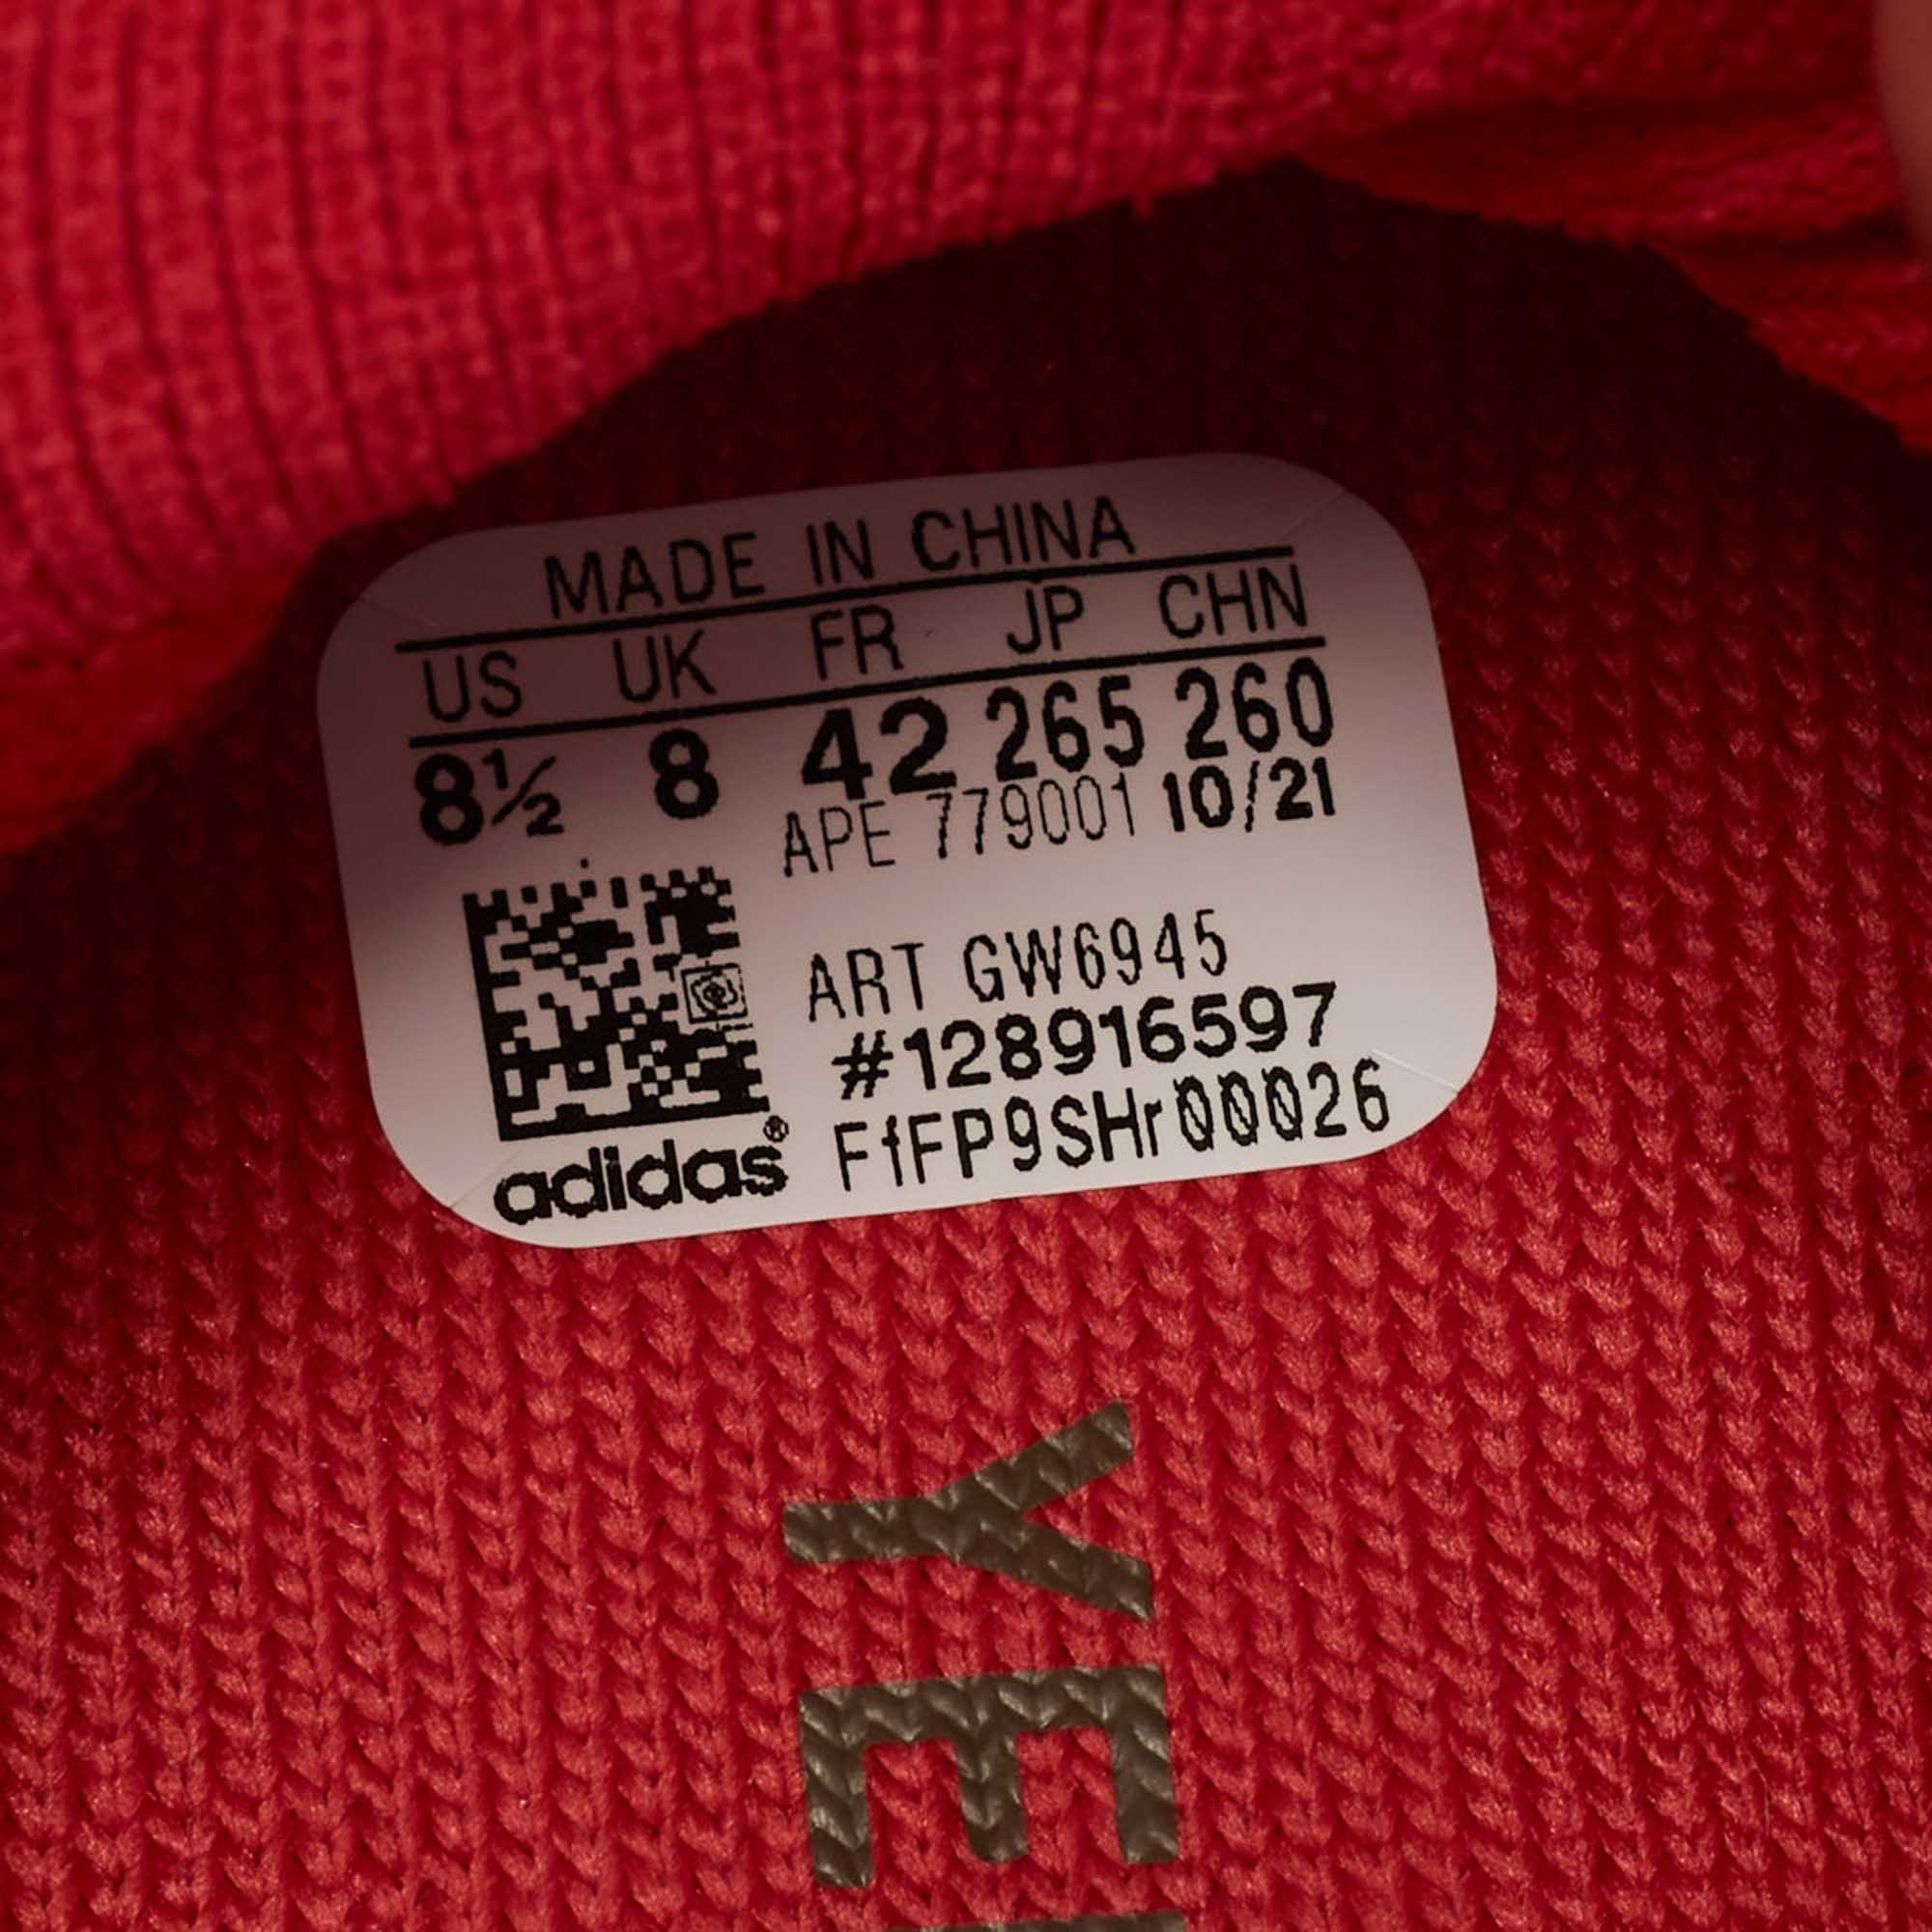 MADE IN CHINA
US UK FR JP CHN
8½ 8 42 265 260
APE 779001 10/21
ART GW6945
#128916597
adidas® FfFP9SHr00026
YE